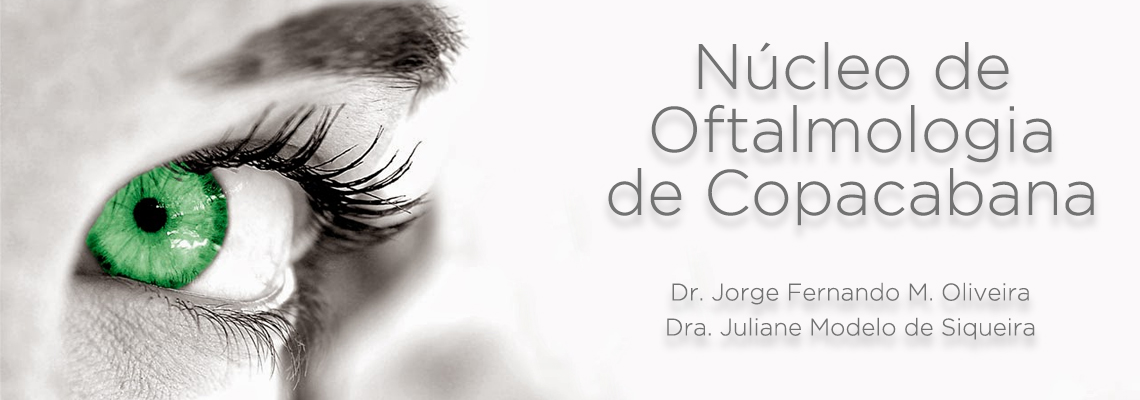 Núcleo de
Oftalmologia
de Copacabana
Dr. Jorge Fernando M. Oliveira
Dra. Juliane Modelo de Siqueira